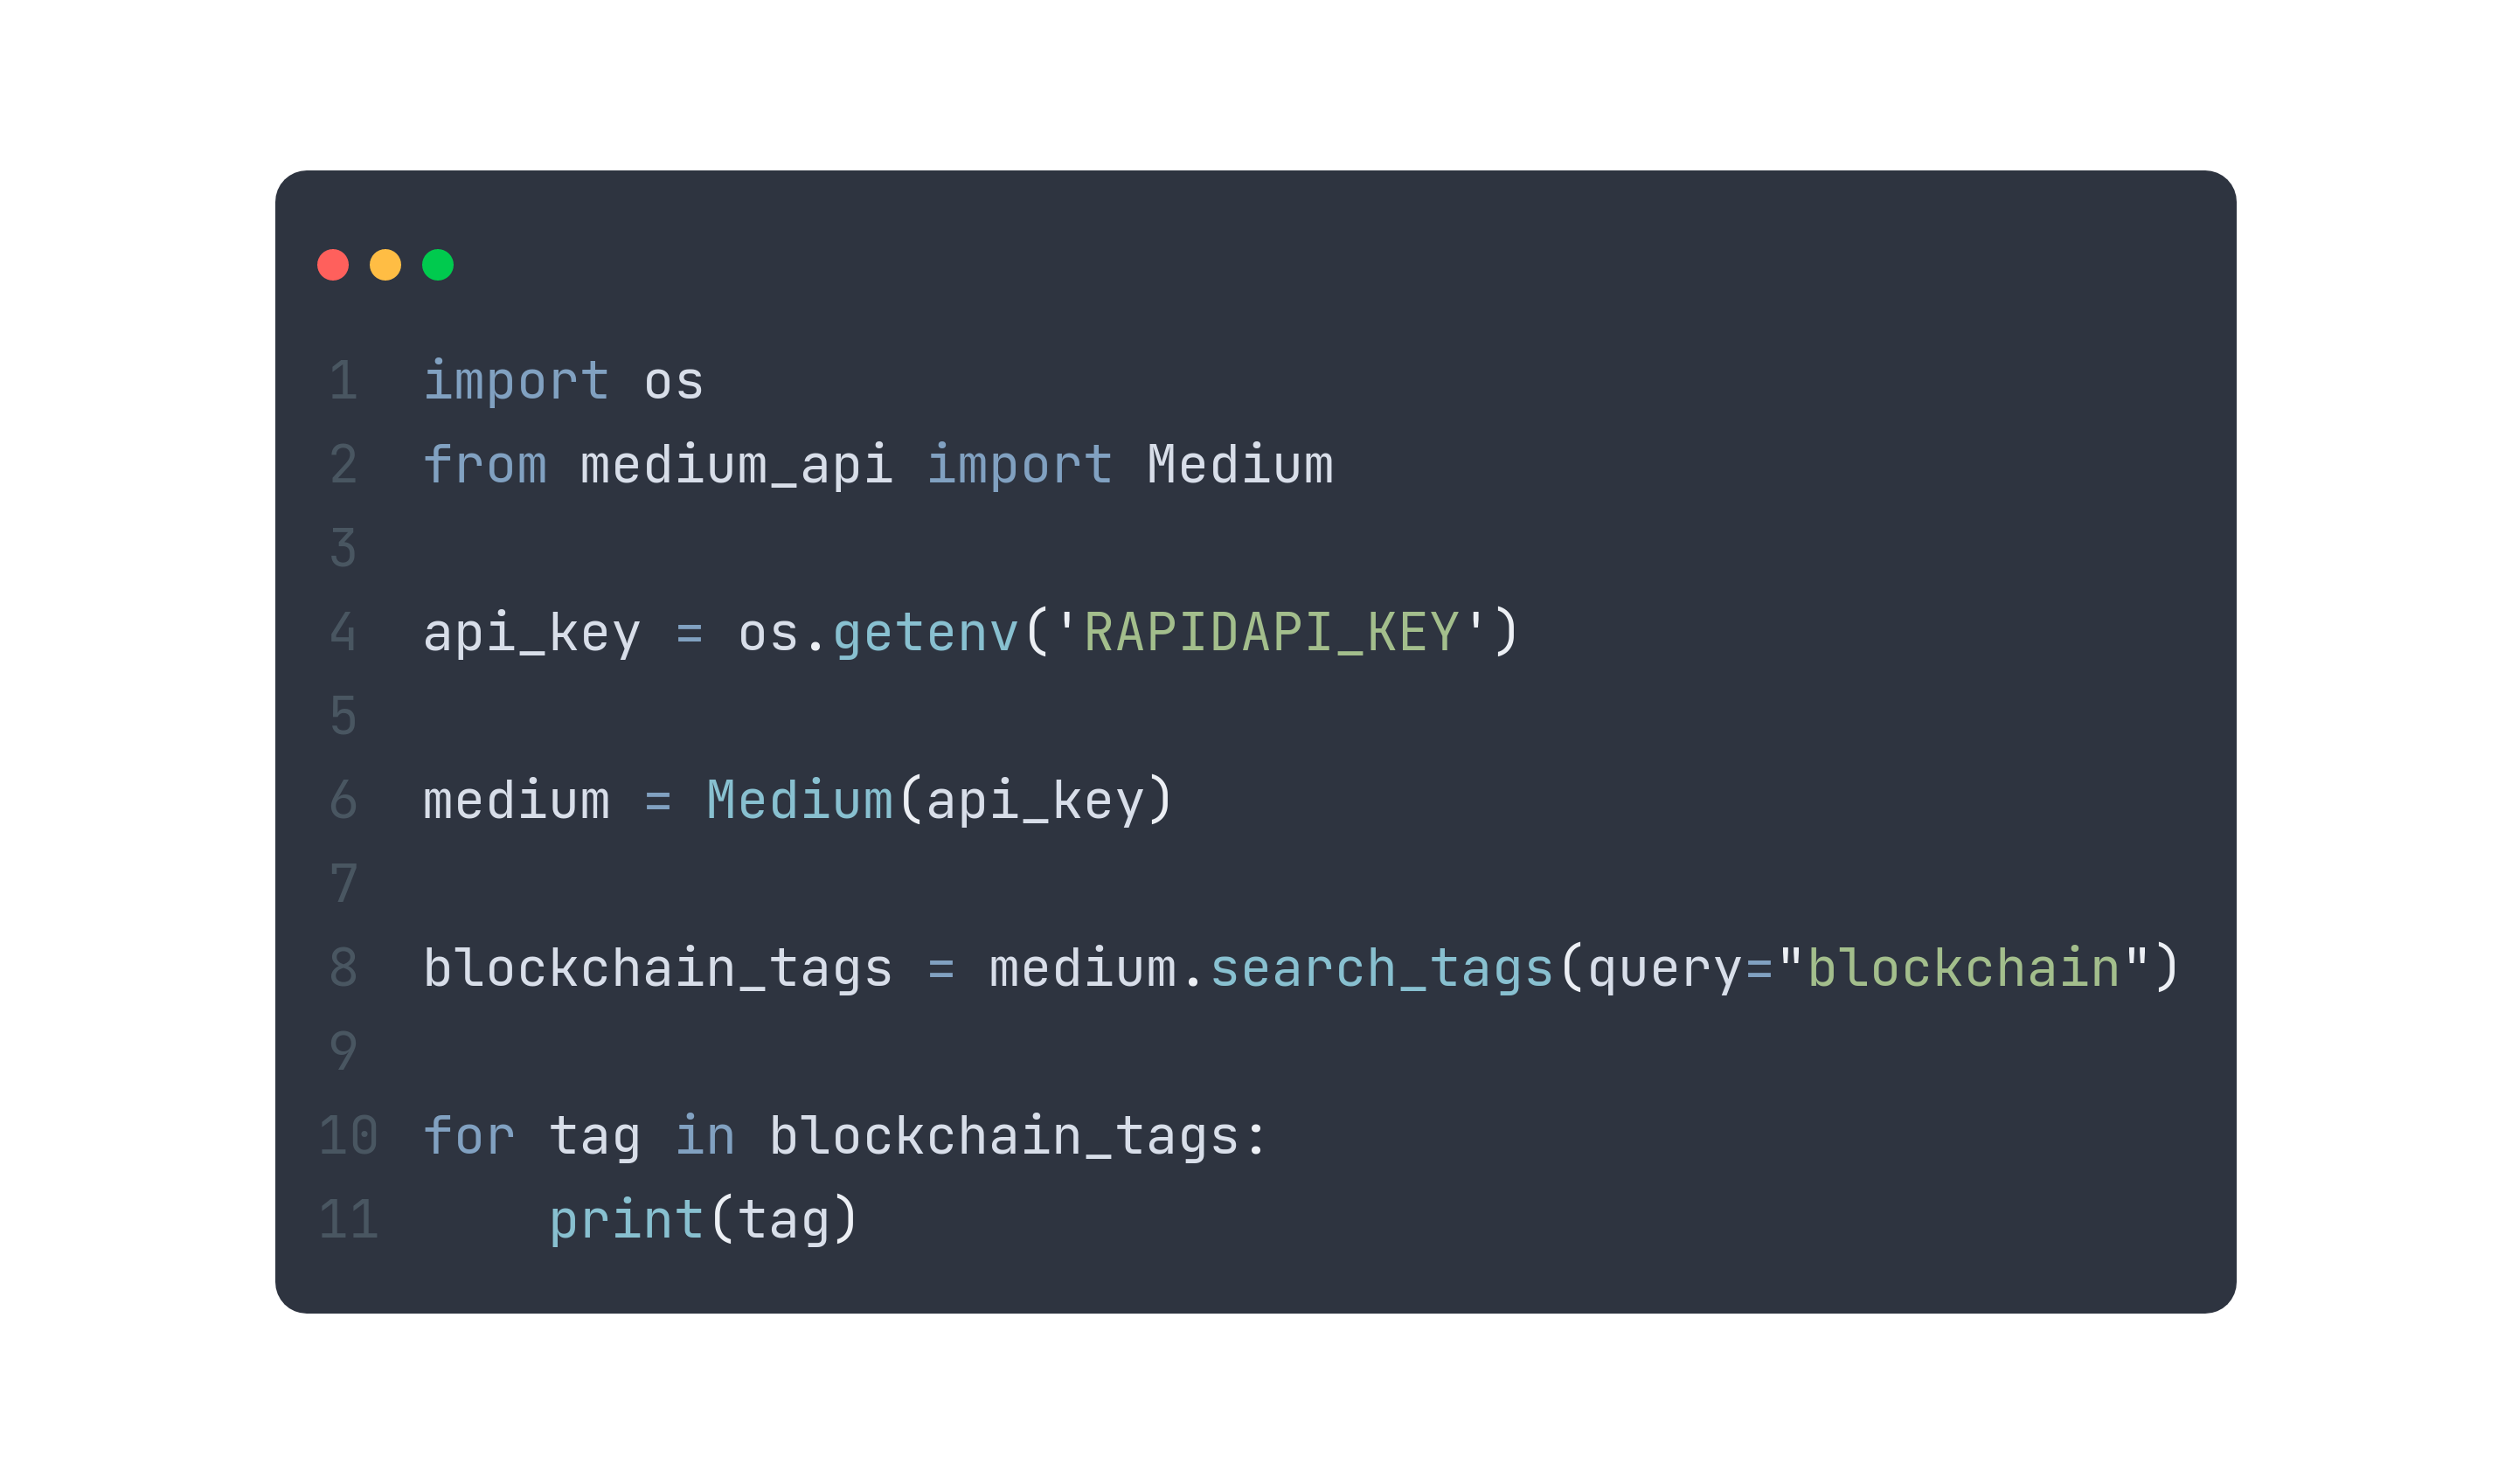 1 import os
2 from medium_api import Medium
3
4 api_key = os.getenv('RAPIDAPI_KEY')
5
6 medium = Medium(api_key)
7
8 blockchain_tags = medium.search_tags(query="blockchain")
9
10 for tag in blockchain_tags:
11     print(tag)